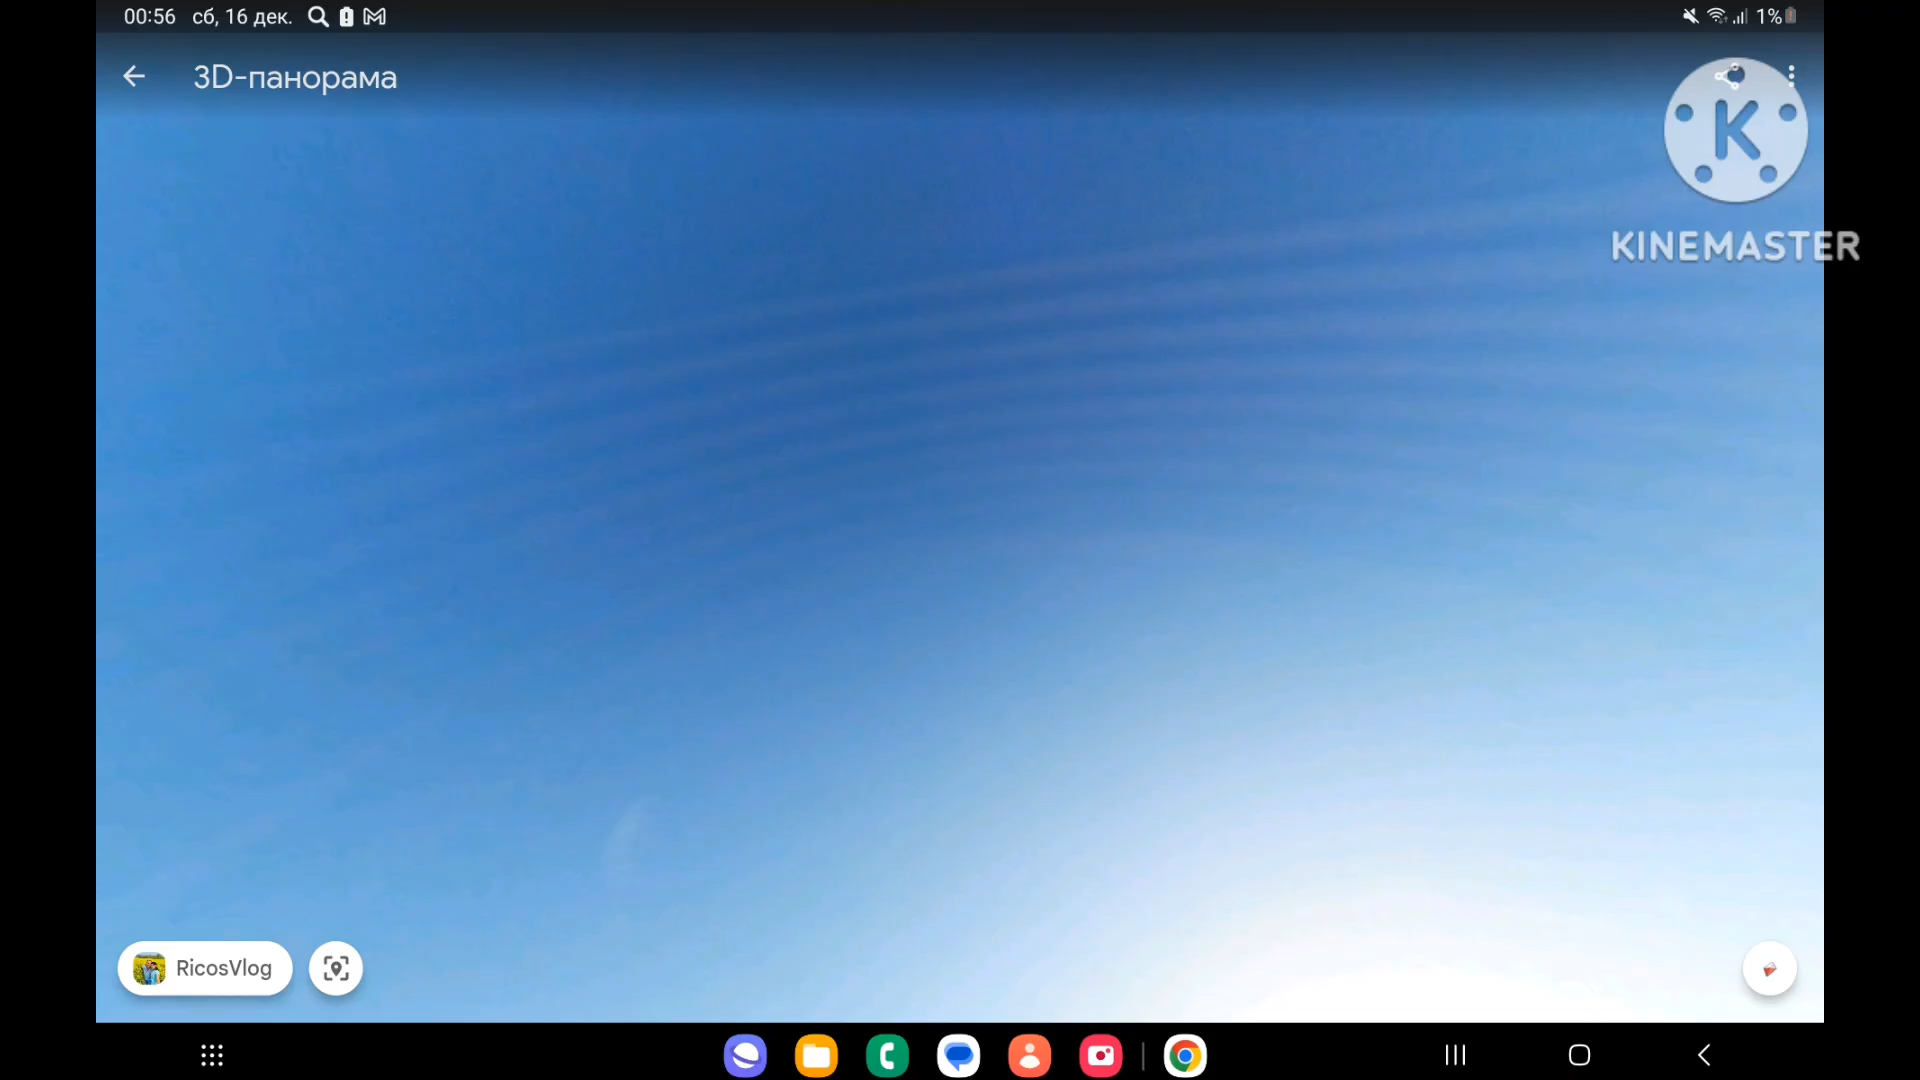 00:56 сб, 16 дек. 1%
3D-панорама
K
KINEMASTER
RicosVlog